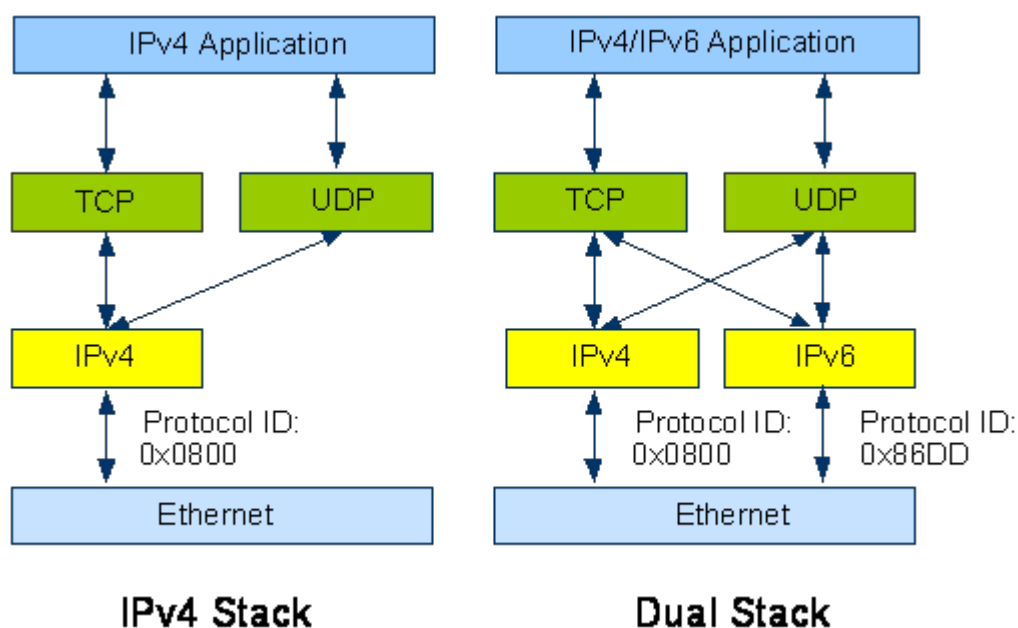 IPv4 Application
TCP
UDP
IPv4
Protocol ID:
0x0800
Ethernet
IPv4 Stack
IPv4/IPv6 Application
TCP
UDP
IPv4
IPv6
Protocol ID:
0x0800
Protocol ID:
0x86DD
Ethernet
Dual Stack